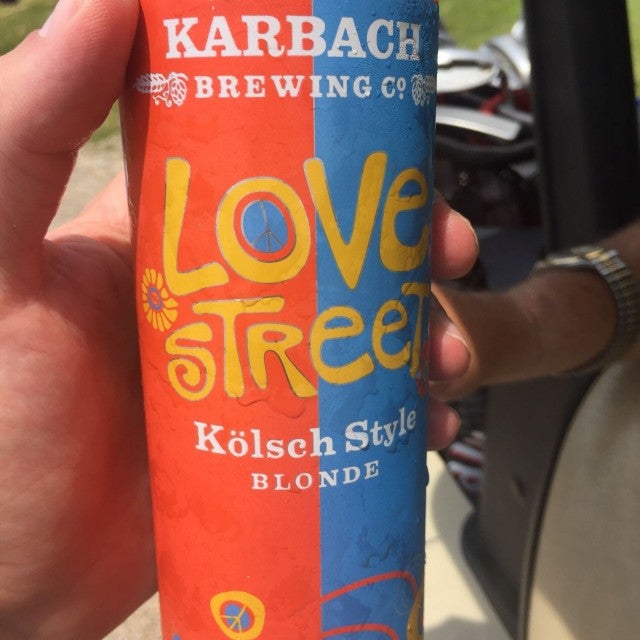 KARBACH
BREWING CO
LOVE
STREET
Kölsch Style
BLONDE